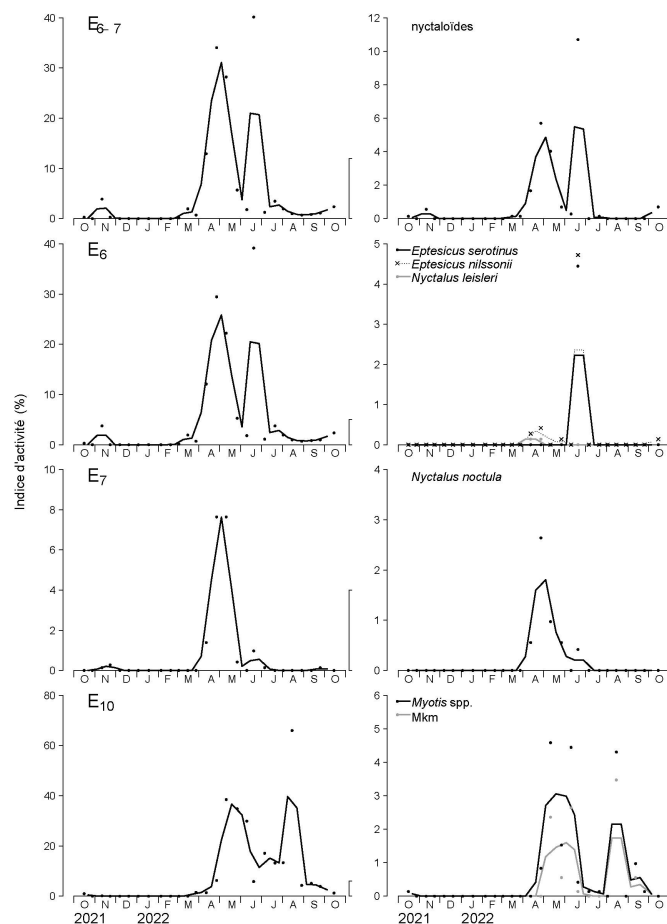 E6–7
40
30
20
10
0
O N D J F M A M J J A S O
nyctaloïdes
12
10
8
6
4
2
0
O N D J F M A M J J A S O
E6
40
30
20
10
0
O N D J F M A M J J A S O
Eptesicus serotinus
Eptesicus nilssonii
Nyctalus leisleri
5
4
3
2
1
0
O N D J F M A M J J A S O
Indice d'activité (%)
E7
10
8
6
4
2
0
O N D J F M A M J J A S O
Nyctalus noctula
4
3
2
1
0
O N D J F M A M J J A S O
E10
80
60
40
20
0
O N D J F M A M J J A S O
2021 2022
Myotis spp.
Mkm
6
5
4
3
2
1
0
O N D J F M A M J J A S O
2021 2022